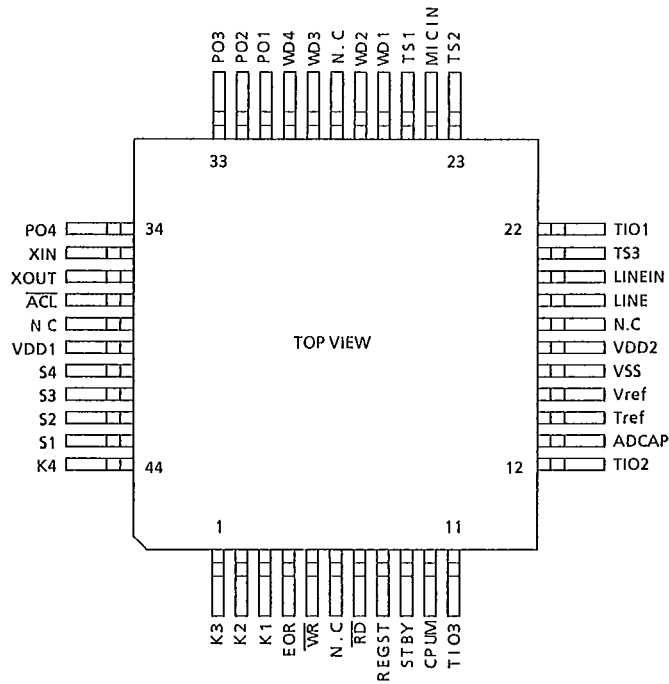 PO3 PO2 PO1 WD4 WD3 N.C WD2 WD1 TS1 MICIN TS2
33 23
PO4 34 22 TIO1
XIN TS3
XOUT LINEIN
ACL LINE
N C N.C
VDD1 VDD2
TOP VIEW
S4 VSS
S3 Vref
S2 Tref
S1 ADCAP
K4 44 12 TIO2
1 11
K3 K2 K1 EOR WR N.C RD REGST STBY CPUM TIO3